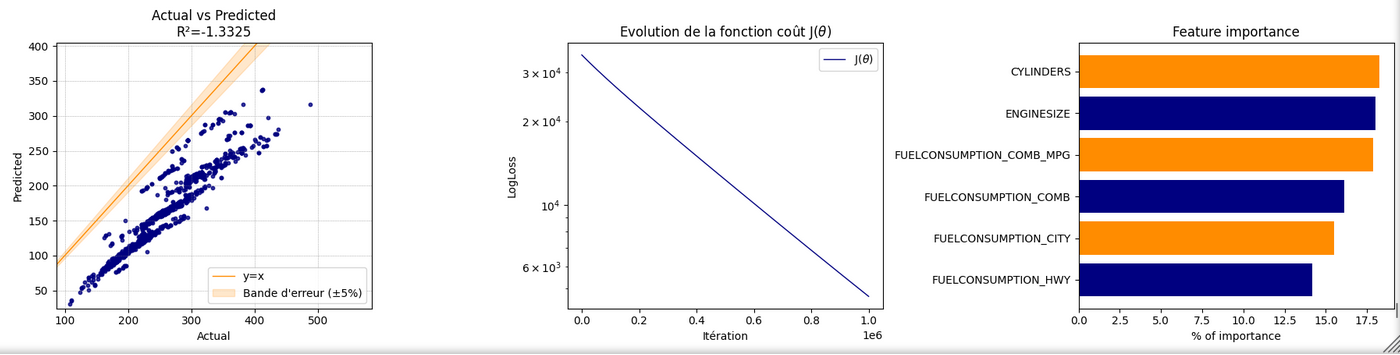 Actual vs Predicted
R²=-1.3325
400
350
300
250
200
150
100
50
Predicted
y=x
Bande d'erreur (±5%)
100
200
300
400
500
Actual
Evolution de la fonction coût J(θ)
J(θ)
3 × 10⁴
2 × 10⁴
10⁴
6 × 10³
LogLoss
0.0
0.2
0.4
0.6
0.8
1.0
1e6
Itération
Feature importance
CYLINDERS
ENGINESIZE
FUELCONSUMPTION_COMB_MPG
FUELCONSUMPTION_COMB
FUELCONSUMPTION_CITY
FUELCONSUMPTION_HWY
0.0
2.5
5.0
7.5
10.0
12.5
15.0
17.5
% of importance